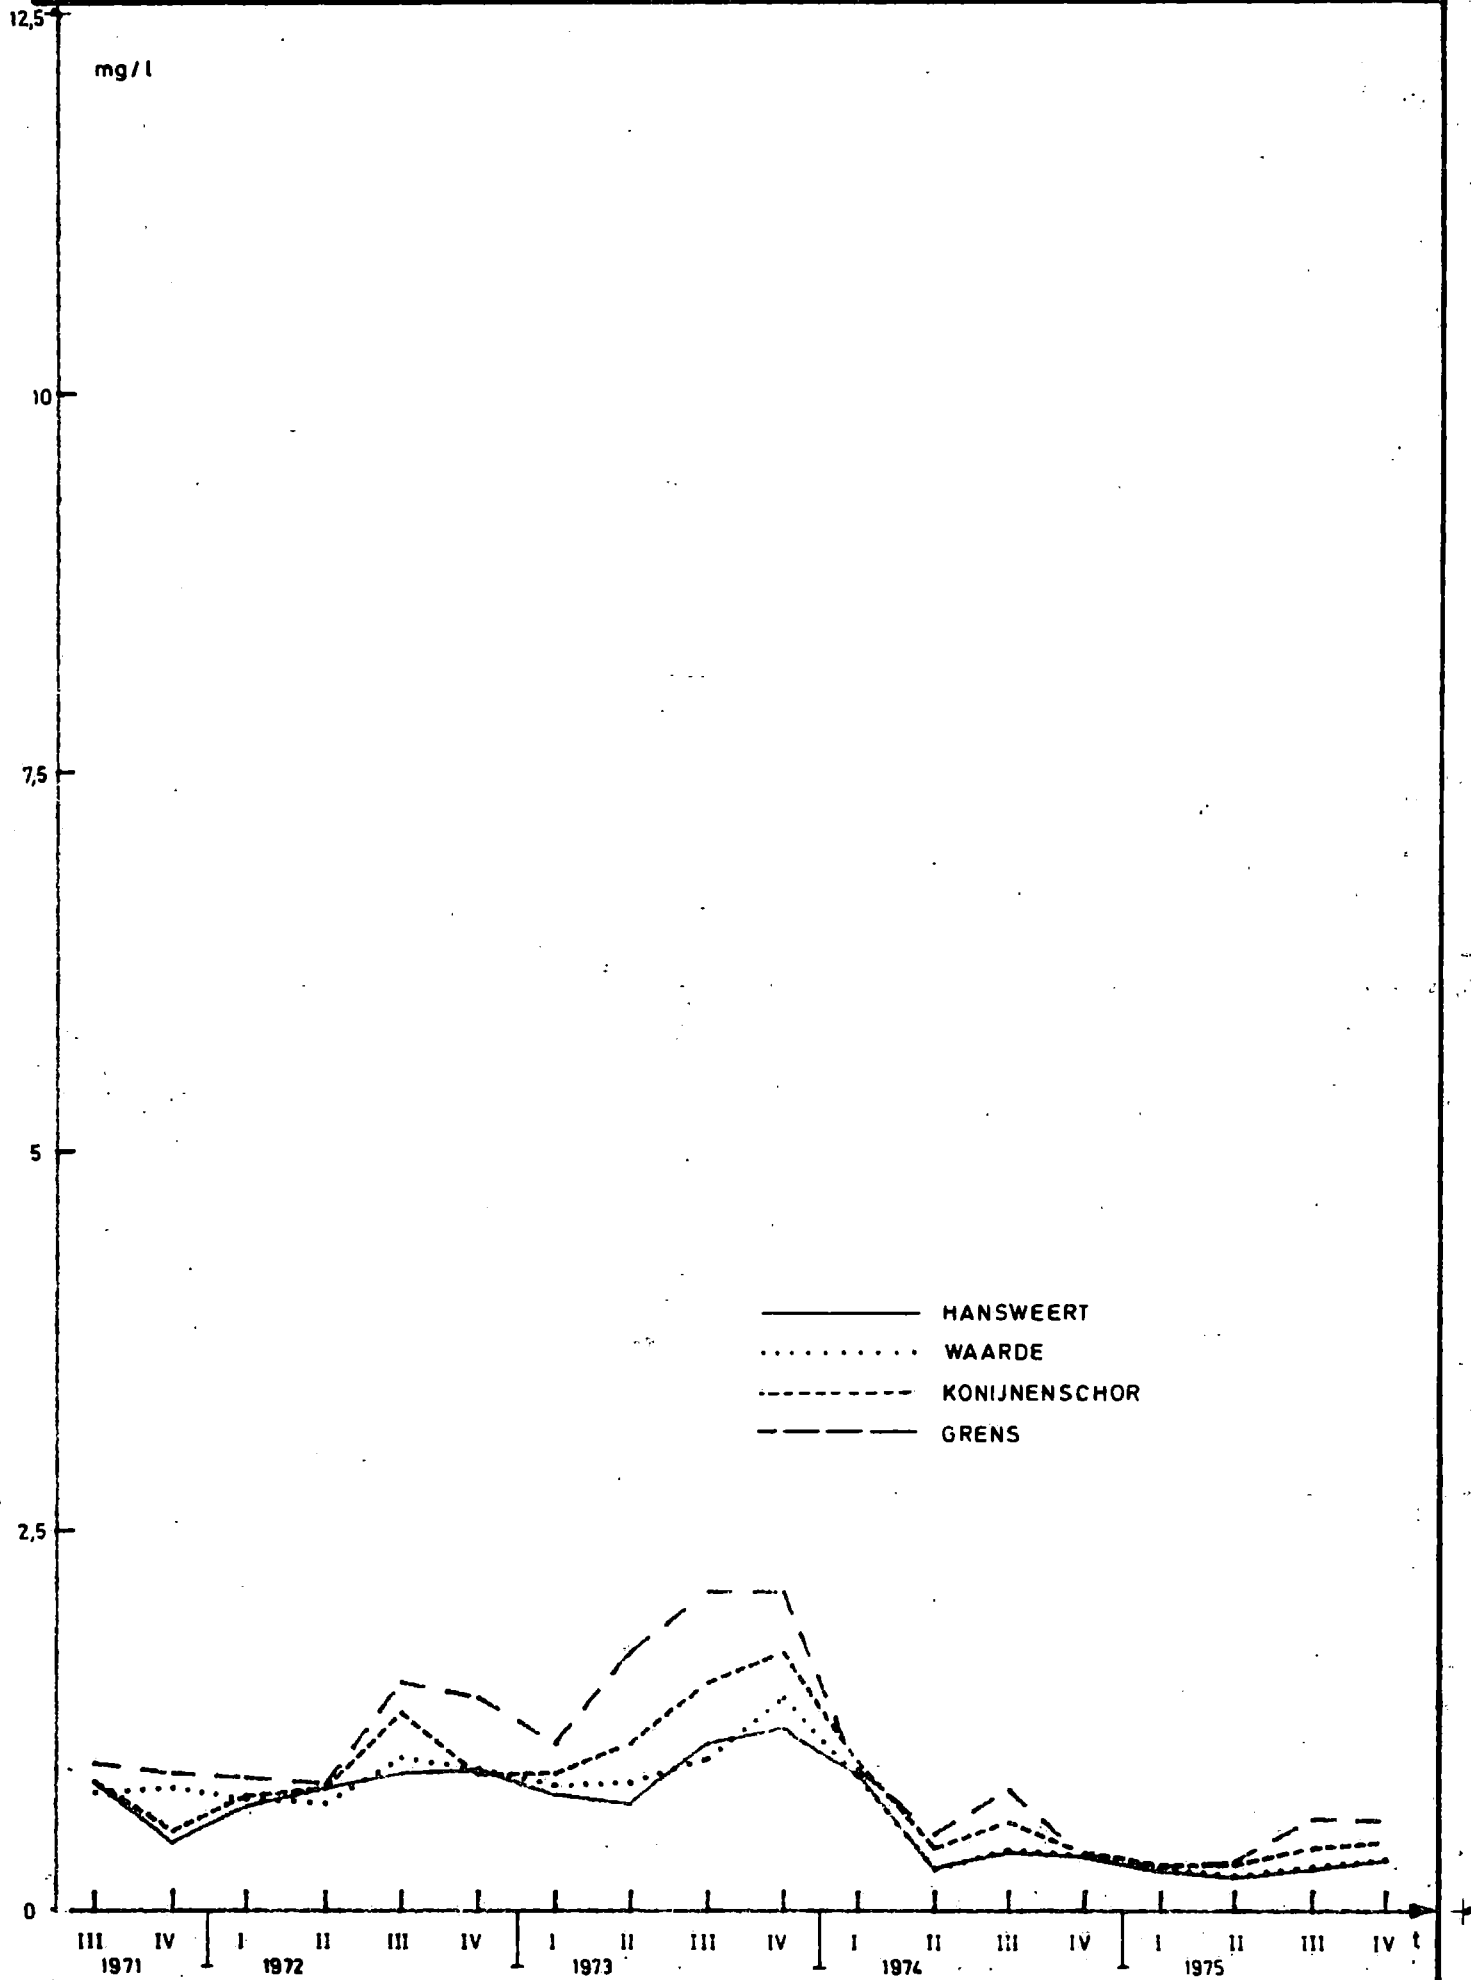 12,5
mg/l
10
7,5
5
HANSWEERT
WAARDE
KONIJNENSCHOR
GRENS
2,5
0
III IV I II III IV I II III IV I II III IV I II III IV t
1971 1972 1973 1974 1975